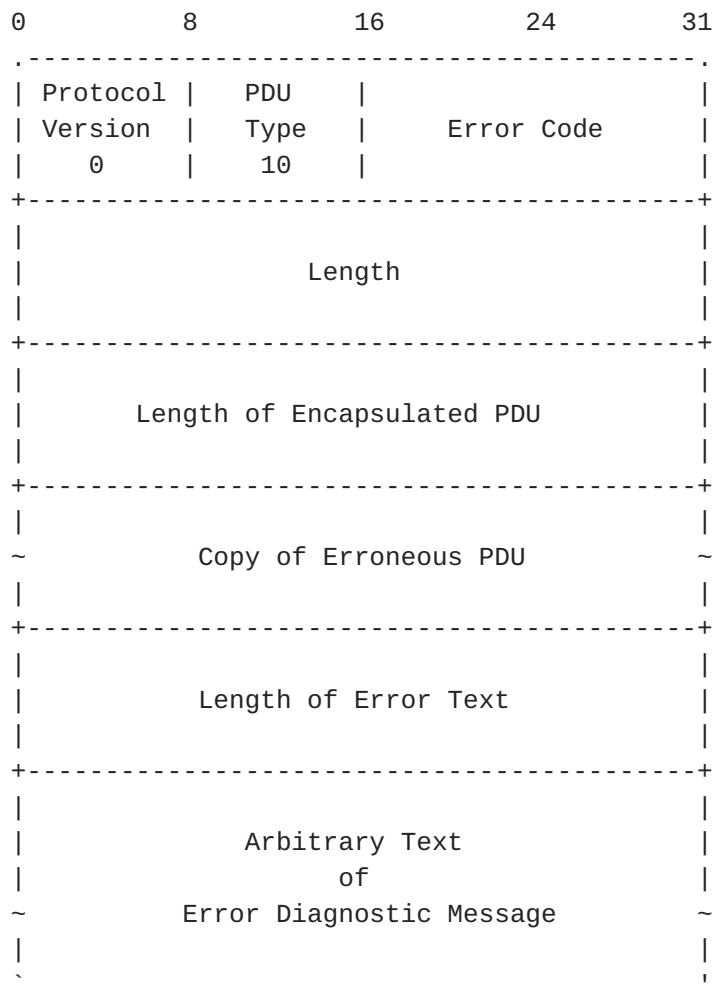 0          8          16         24        31
.-------------------------------------------.
| Protocol |   PDU    |                     |
| Version  |   Type   |     Error Code      |
|    0     |    10    |                     |
+-------------------------------------------+
|                                           |
|                  Length                   |
|                                           |
+-------------------------------------------+
|                                           |
|       Length of Encapsulated PDU          |
|                                           |
+-------------------------------------------+
|                                           |
~           Copy of Erroneous PDU           ~
|                                           |
+-------------------------------------------+
|                                           |
|           Length of Error Text            |
|                                           |
+-------------------------------------------+
|                                           |
|              Arbitrary Text               |
|                    of                     |
~          Error Diagnostic Message         ~
|                                           |
`                                           '